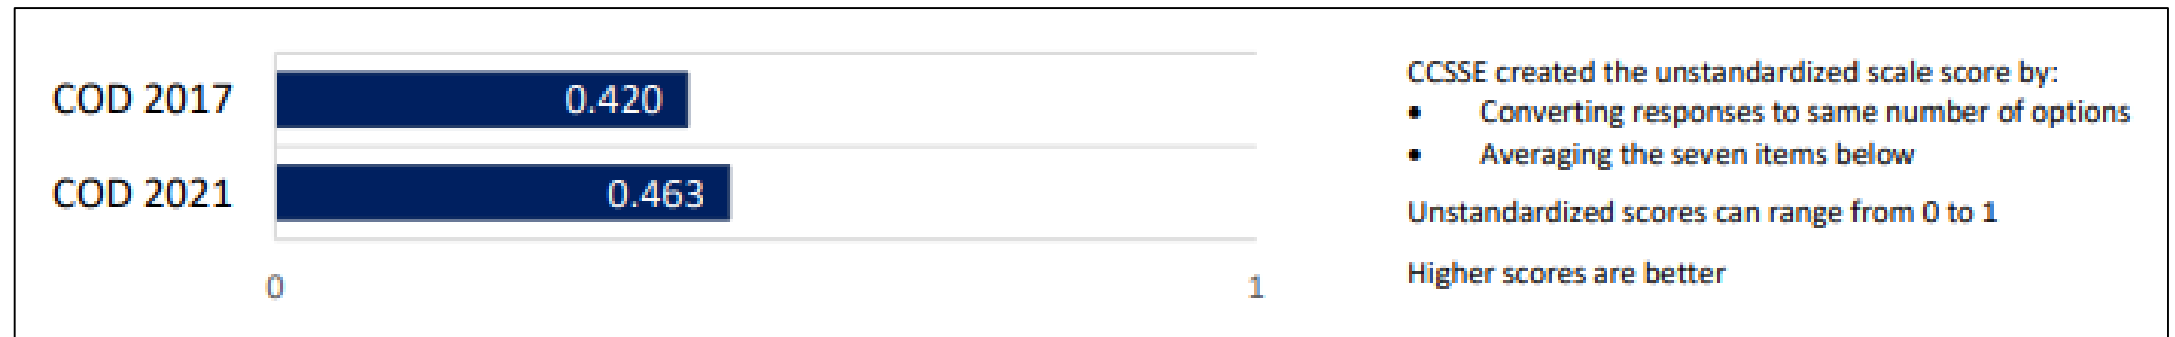 COD 2017
0.420
COD 2021
0.463
0
1
CCSSE created the unstandardized scale score by:
• Converting responses to same number of options
• Averaging the seven items below
Unstandardized scores can range from 0 to 1
Higher scores are better